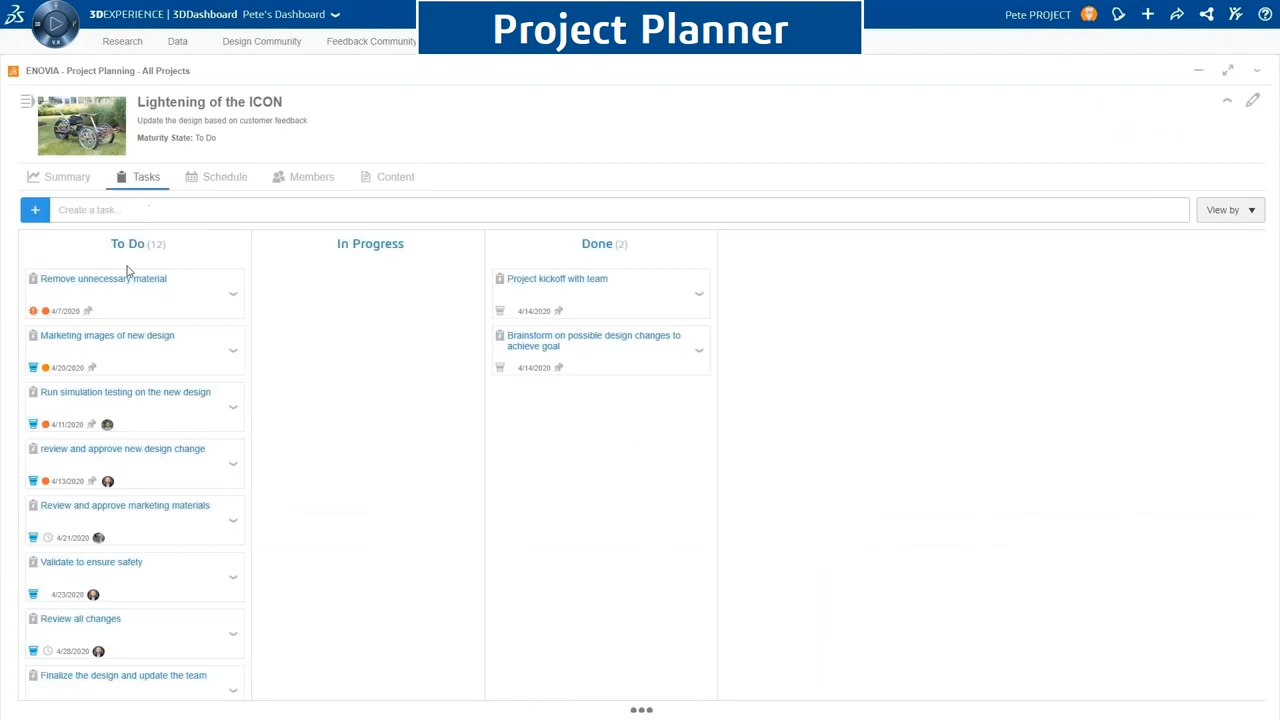 3DEXPERIENCE | 3DDashboard Pete's Dashboard
Project Planner
Pete PROJECT
Research Data Design Community Feedback Community
ENOVIA - Project Planning - All Projects
Lightening of the ICON
Update the design based on customer feedback
Maturity State: To Do
Summary Tasks Schedule Members Content
Create a task...
View by
To Do (12)
Remove unnecessary material
4/7/2020
Marketing images of new design
4/20/2020
Run simulation testing on the new design
4/11/2020
review and approve new design change
4/13/2020
Review and approve marketing materials
4/21/2020
Validate to ensure safety
4/23/2020
Review all changes
4/28/2020
Finalize the design and update the team
In Progress
Done (2)
Project kickoff with team
4/14/2020
Brainstorm on possible design changes to
achieve goal
4/14/2020